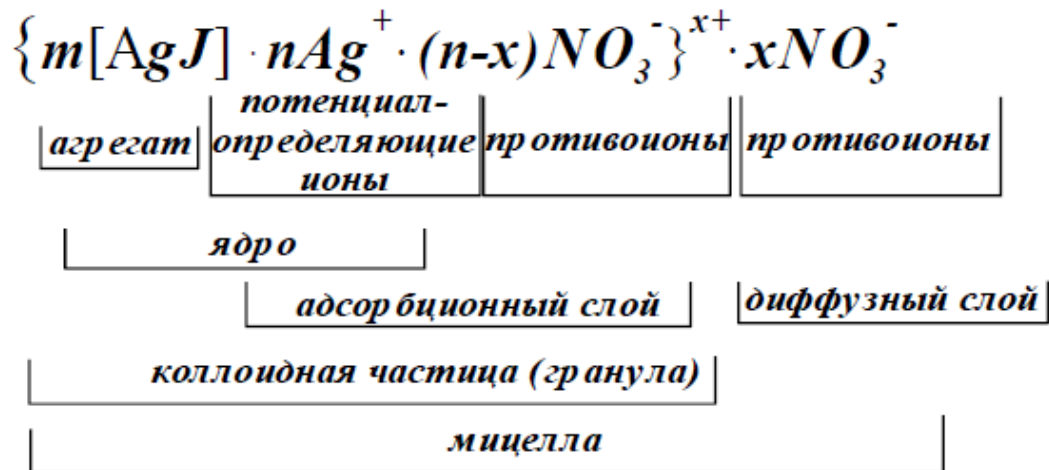 {m[AgJ] · nAg⁺ · (n-x)NO₃⁻}ˣ⁺ · xNO₃⁻
агрегат
потенциал-
определяющие
ионы
противоионы
противоионы
ядро
адсорбционный слой
диффузный слой
коллоидная частица (гранула)
мицелла